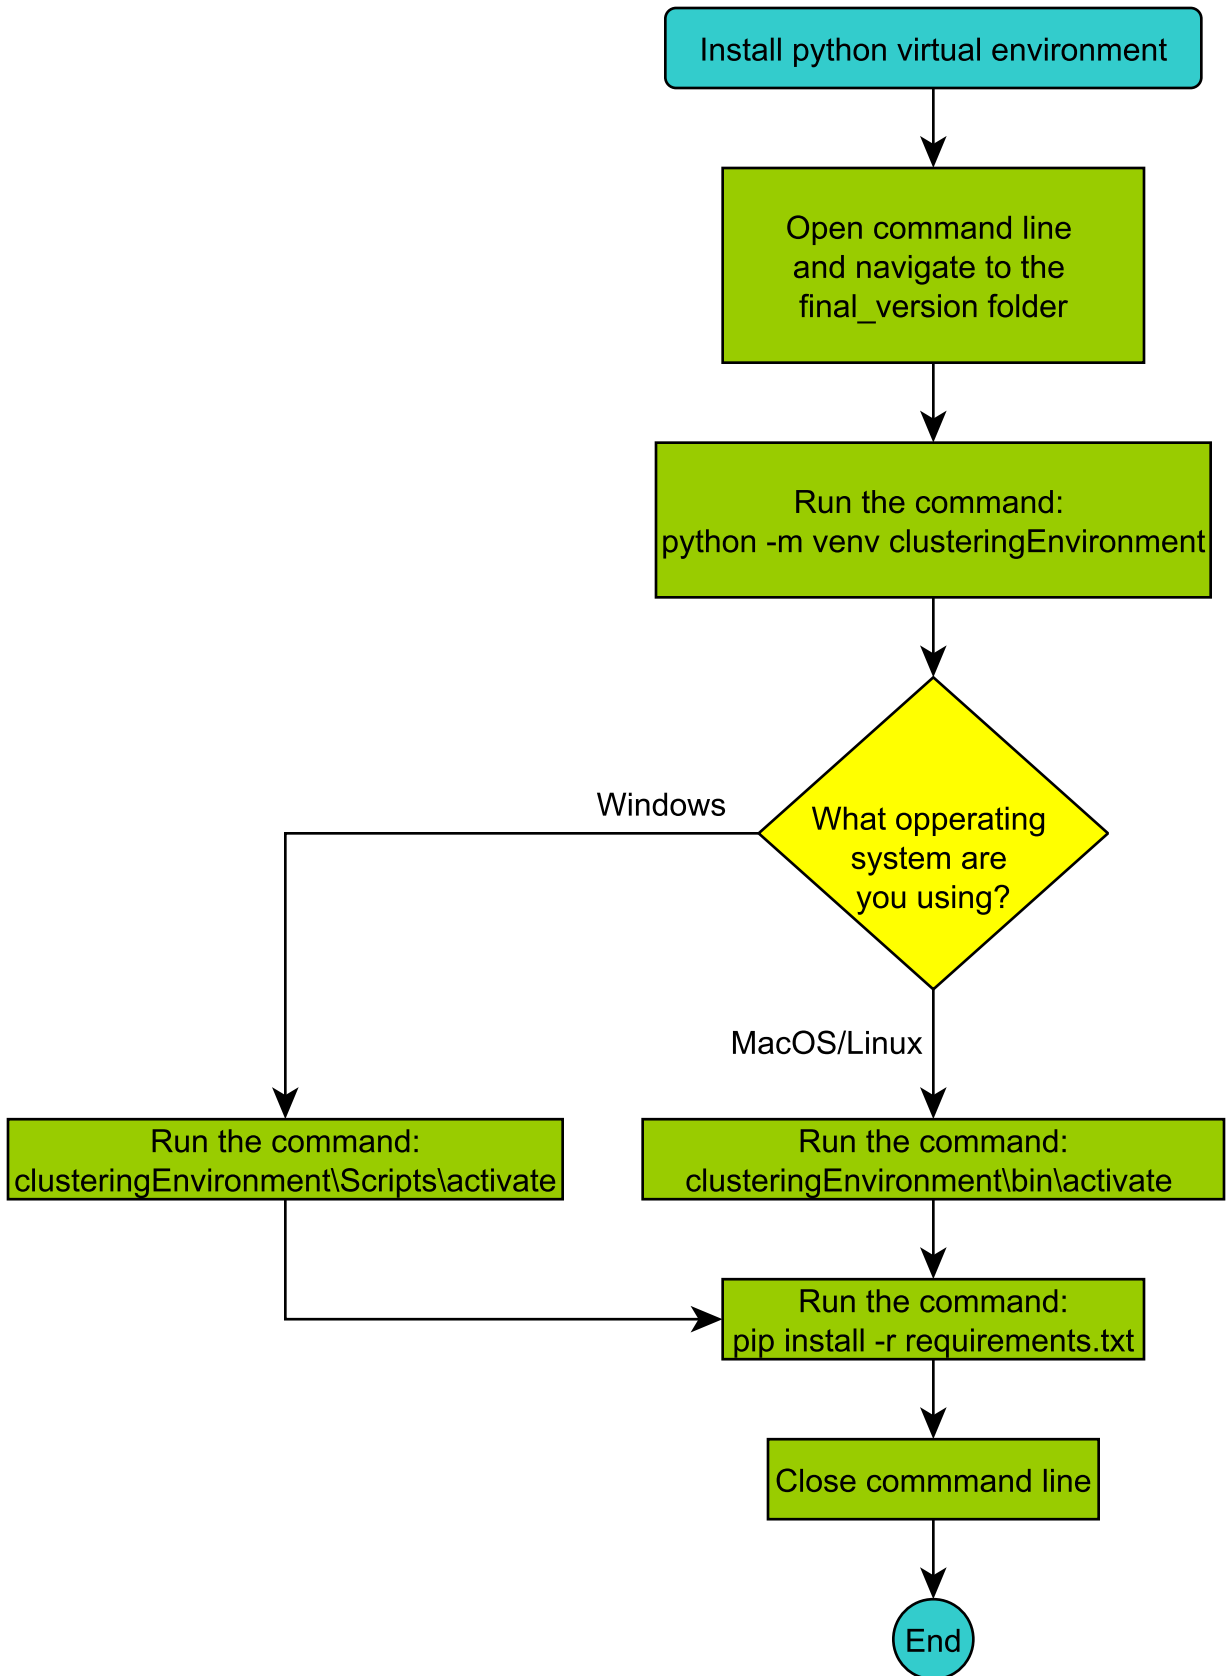 Install python virtual environment
Open command line
and navigate to the
final_version folder
Run the command:
python -m venv clusteringEnvironment
What opperating
system are
you using?
Windows
MacOS/Linux
Run the command:
clusteringEnvironment\Scripts\activate
Run the command:
clusteringEnvironment\bin\activate
Run the command:
pip install -r requirements.txt
Close commmand line
End